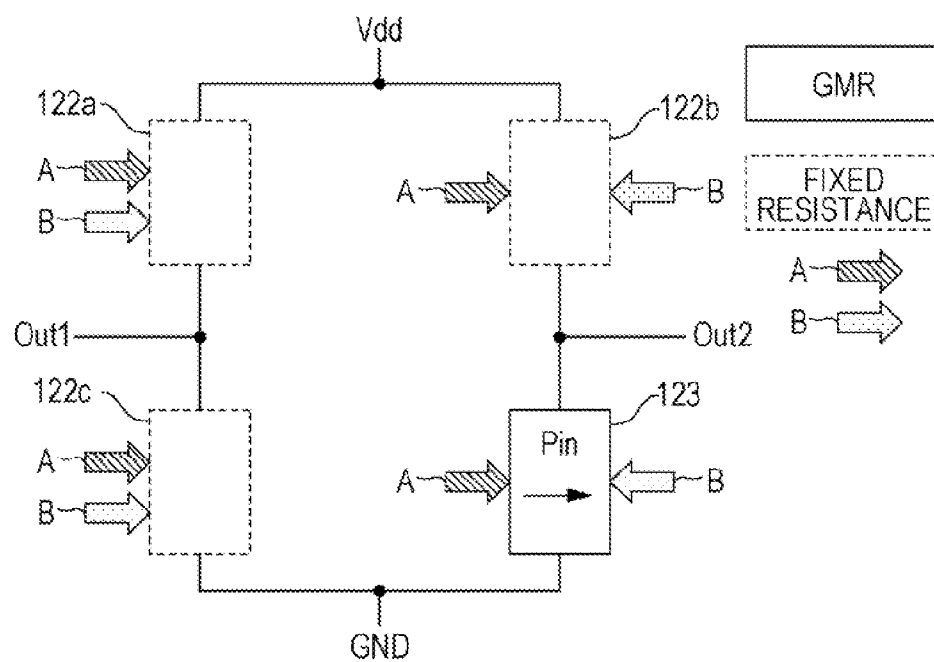 Vdd
122a
122b
GMR
A
B
A
B
FIXED
RESISTANCE
A
B
Out1
Out2
122c
123
A
B
Pin
A
B
GND